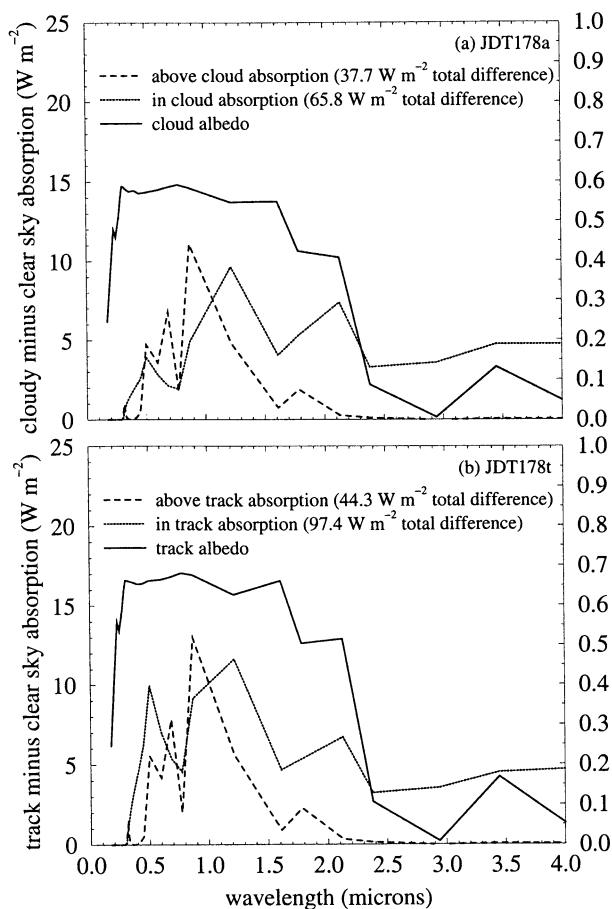 25
20
15
10
5
0
cloudy minus clear sky absorption (W m⁻²)
(a) JDT178a
above cloud absorption (37.7 W m⁻² total difference)
in cloud absorption (65.8 W m⁻² total difference)
cloud albedo
1.0
0.9
0.8
0.7
0.6
0.5
0.4
0.3
0.2
0.1
0.0
25
20
15
10
5
0
track minus clear sky absorption (W m⁻²)
(b) JDT178t
above track absorption (44.3 W m⁻² total difference)
in track absorption (97.4 W m⁻² total difference)
track albedo
1.0
0.9
0.8
0.7
0.6
0.5
0.4
0.3
0.2
0.1
0.0
0.0 0.5 1.0 1.5 2.0 2.5 3.0 3.5 4.0
wavelength (microns)